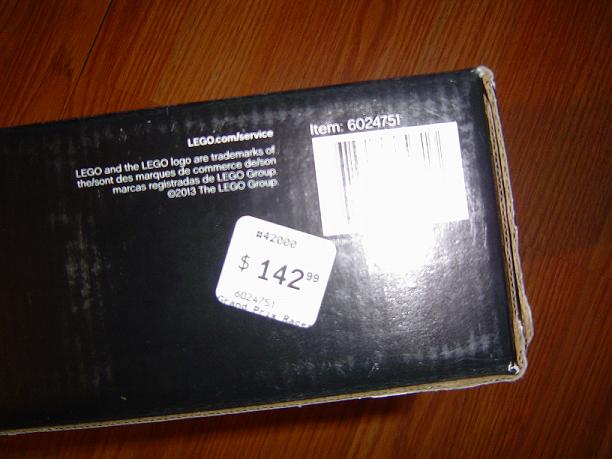 LEGO.com/service
LEGO and the LEGO logo are trademarks of
the/sont des marques de commerce de/son
marcas registradas de LEGO Group.
©2013 The LEGO Group.
Item: 6024751
#42000
$ 142 99
6024751
Grand Prix Racer